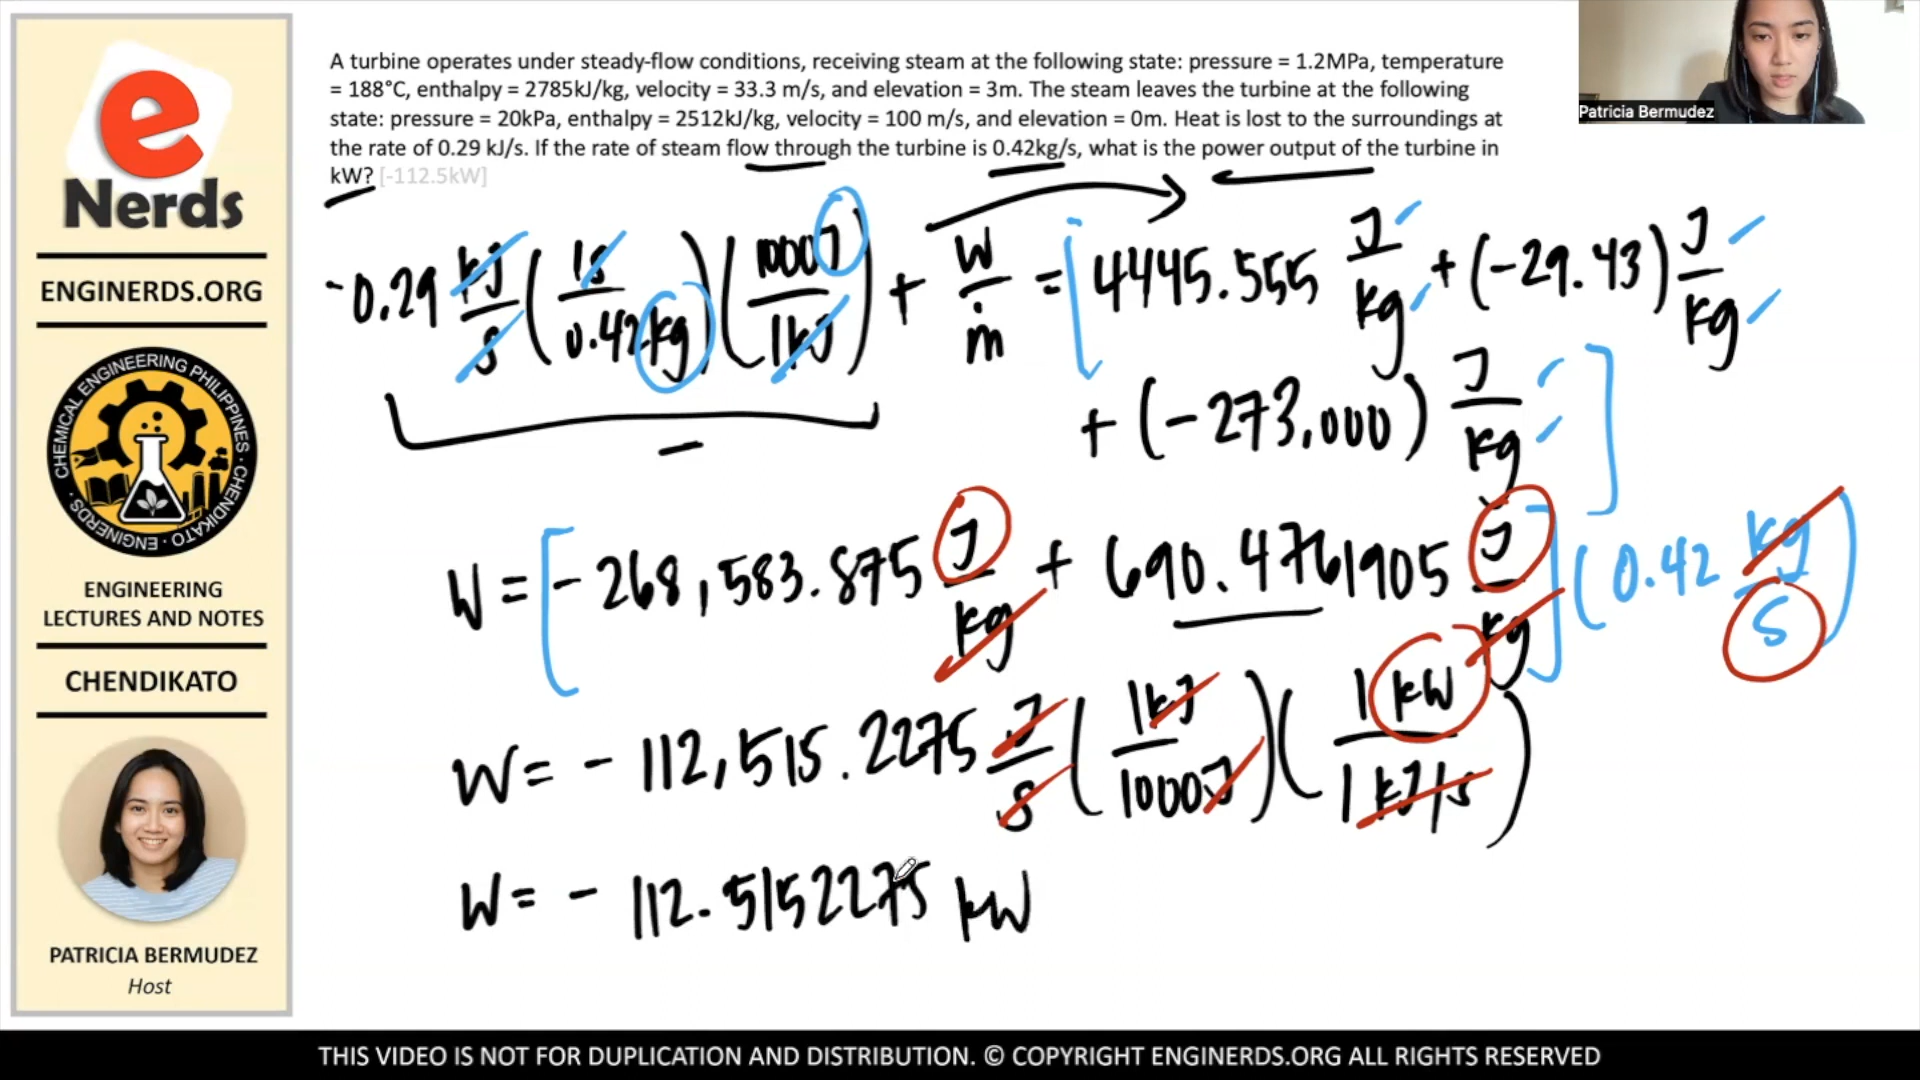 e
Nerds
ENGINERDS.ORG
CHEMICAL ENGINEERING PHILIPPINES · CHENDIKATO · ENGINERDS ·
ENGINEERING
LECTURES AND NOTES
CHENDIKATO
PATRICIA BERMUDEZ
Host
A turbine operates under steady-flow conditions, receiving steam at the following state: pressure = 1.2MPa, temperature
= 188°C, enthalpy = 2785kJ/kg, velocity = 33.3 m/s, and elevation = 3m. The steam leaves the turbine at the following
state: pressure = 20kPa, enthalpy = 2512kJ/kg, velocity = 100 m/s, and elevation = 0m. Heat is lost to the surroundings at
the rate of 0.29 kJ/s. If the rate of steam flow through the turbine is 0.42kg/s, what is the power output of the turbine in
kW? [-112.5kW]
-0.29 kJ/s (1s/0.42kg) (1000J/1kJ) + W/ṁ = [4445.555 J/kg + (-29.43) J/kg
+ (-273,000) J/kg]
W = [-268,583.875 J/kg + 690.4761905 J/kg] (0.42 kg/s)
W = - 112,515.2275 J/s (1kJ/1000J) (1kW/1kJ/s)
W = - 112.5152275 kW
Patricia Bermudez
THIS VIDEO IS NOT FOR DUPLICATION AND DISTRIBUTION. © COPYRIGHT ENGINERDS.ORG ALL RIGHTS RESERVED